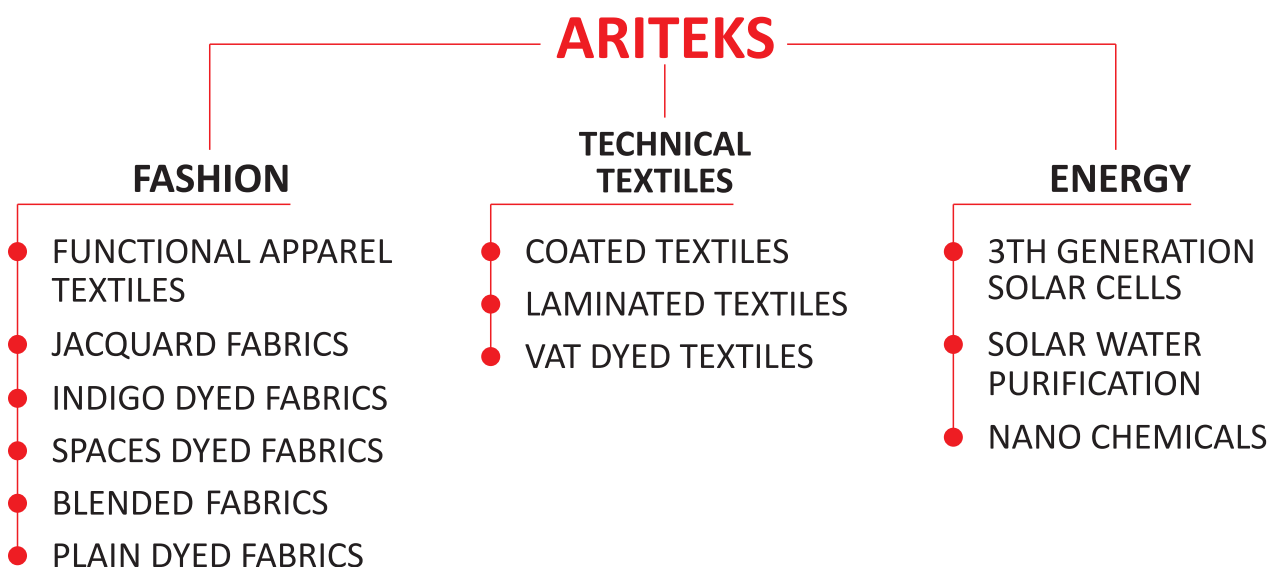 ARITEKS
FASHION
FUNCTIONAL APPAREL
TEXTILES
JACQUARD FABRICS
INDIGO DYED FABRICS
SPACES DYED FABRICS
BLENDED FABRICS
PLAIN DYED FABRICS
TECHNICAL
TEXTILES
COATED TEXTILES
LAMINATED TEXTILES
VAT DYED TEXTILES
ENERGY
3TH GENERATION
SOLAR CELLS
SOLAR WATER
PURIFICATION
NANO CHEMICALS